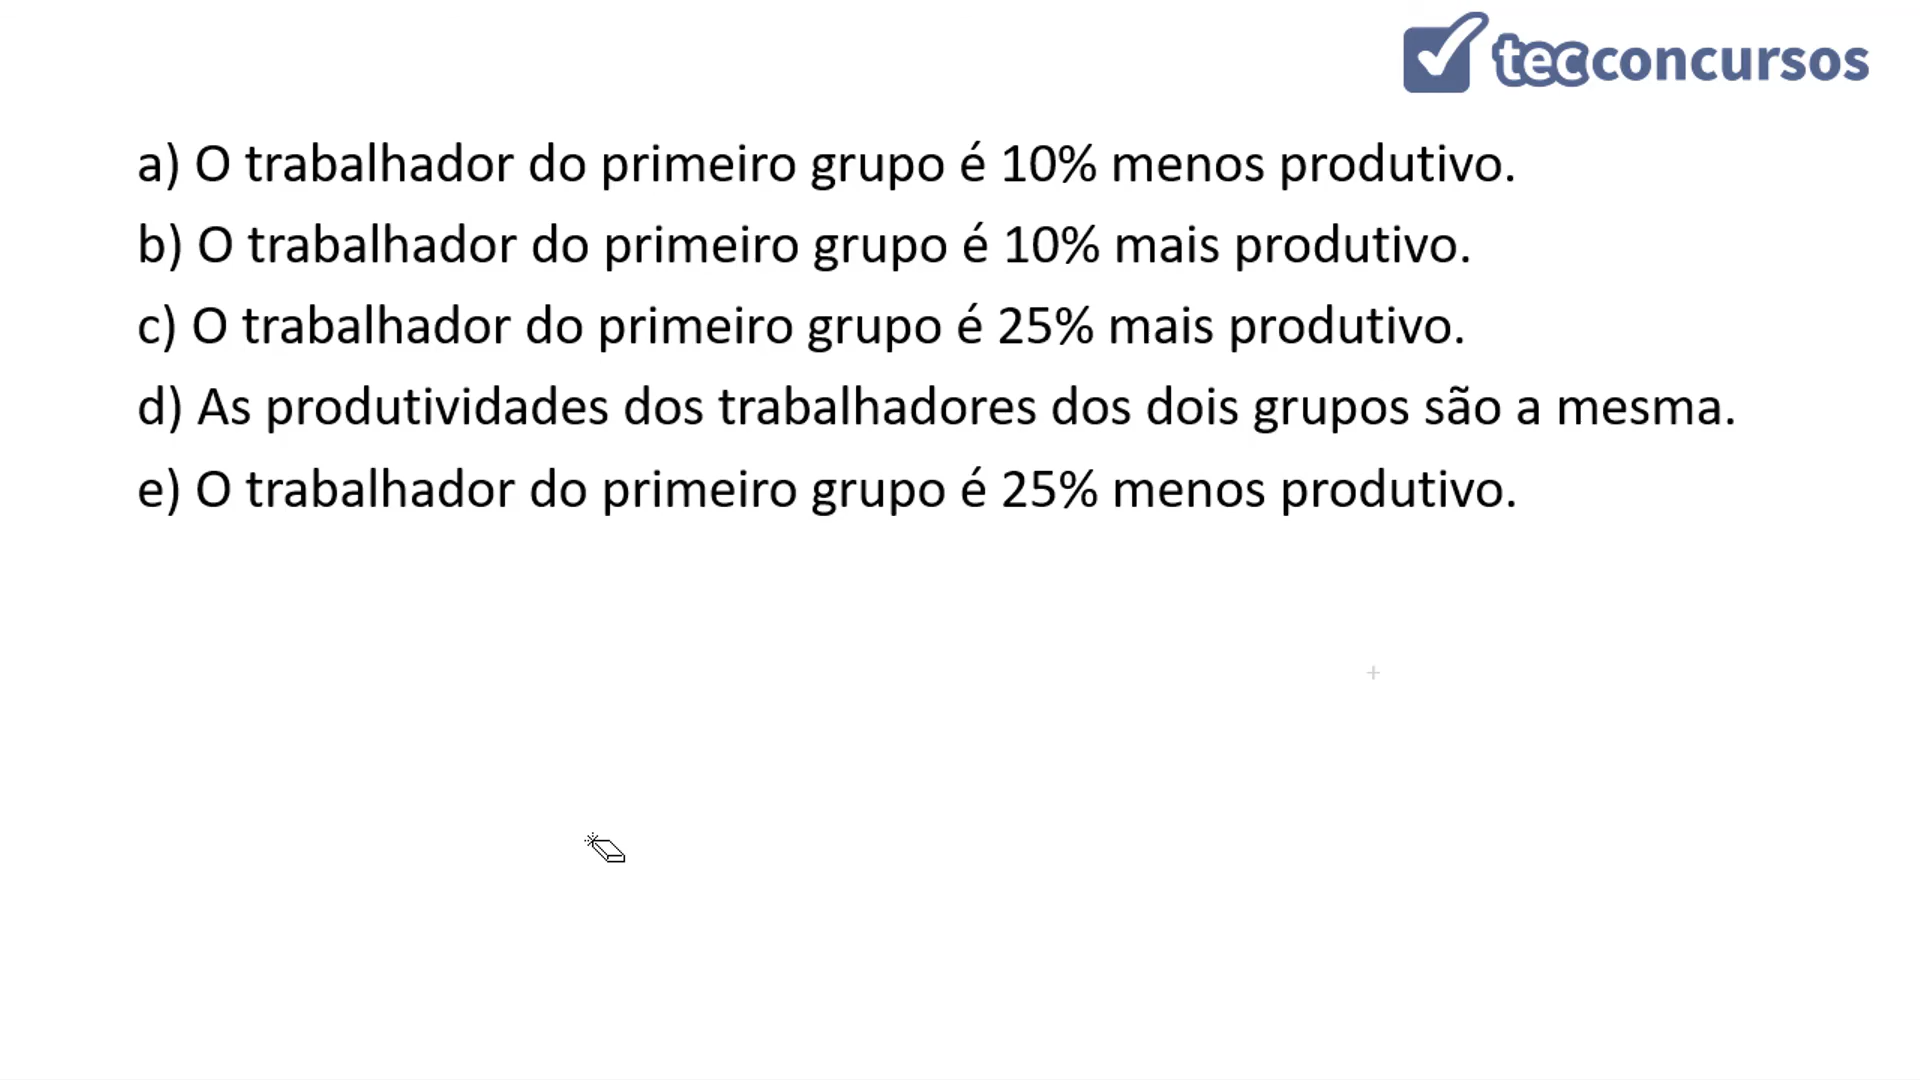 tecconcursos
a) O trabalhador do primeiro grupo é 10% menos produtivo.
b) O trabalhador do primeiro grupo é 10% mais produtivo.
c) O trabalhador do primeiro grupo é 25% mais produtivo.
d) As produtividades dos trabalhadores dos dois grupos são a mesma.
e) O trabalhador do primeiro grupo é 25% menos produtivo.